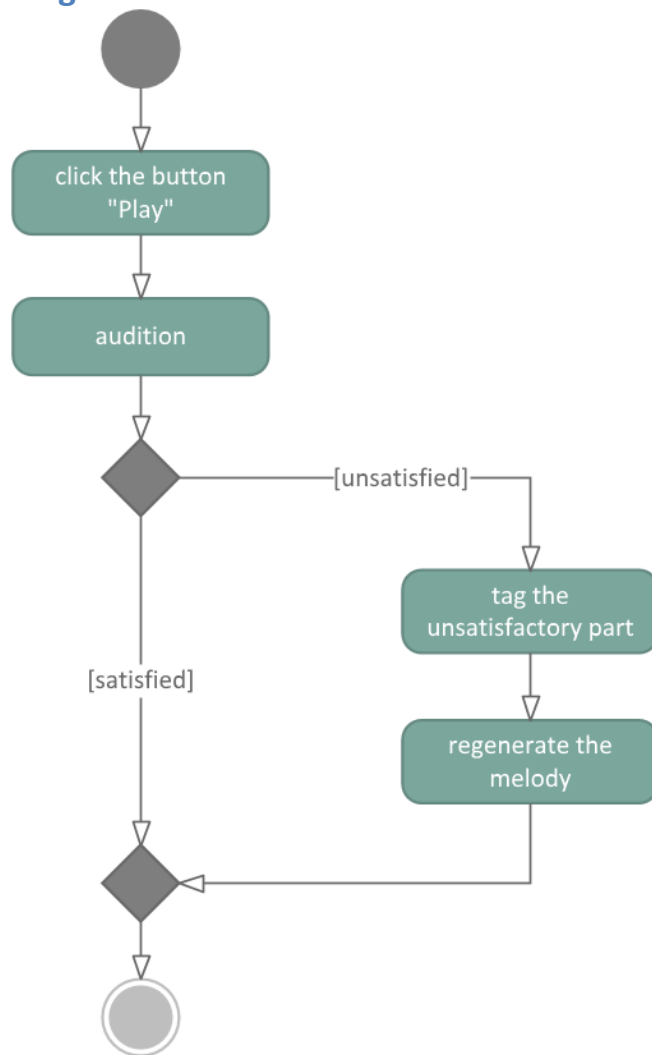 click the button
"Play"
audition
[unsatisfied]
tag the
unsatisfactory part
[satisfied]
regenerate the
melody